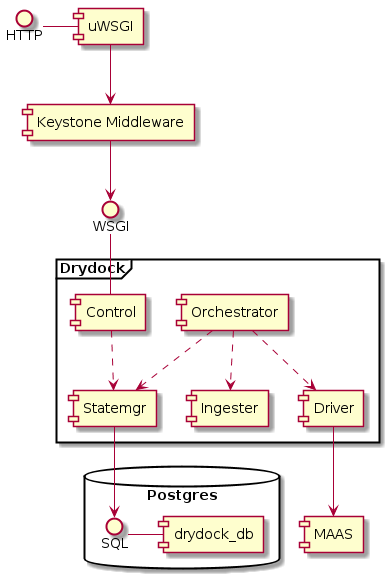 HTTP
uWSGI
Keystone Middleware
WSGI
Drydock
Control
Orchestrator
Statemgr
Ingester
Driver
Postgres
SQL
drydock_db
MAAS